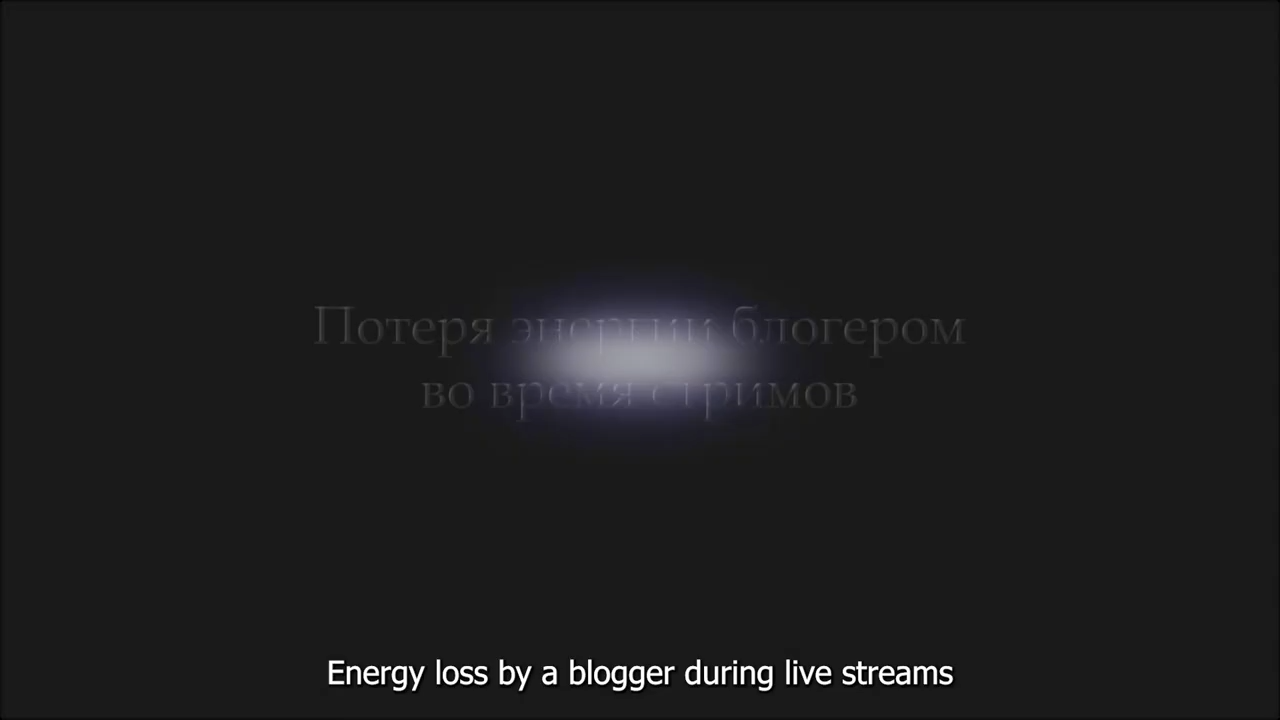 Потеря энергии блогером
во время стримов
Energy loss by a blogger during live streams